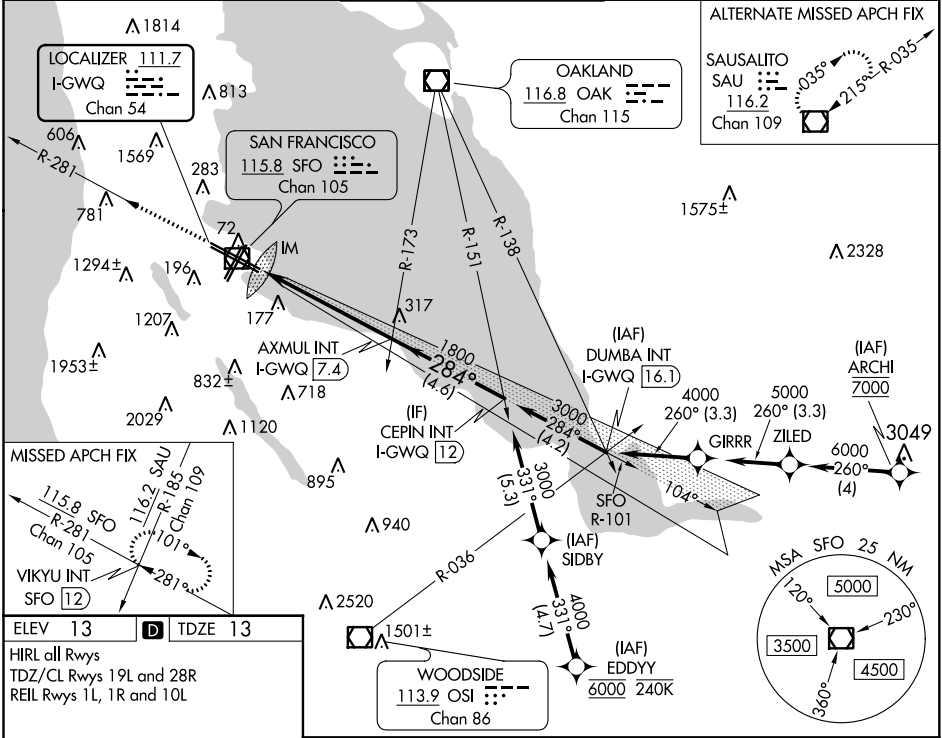 1814
LOCALIZER 111.7
I-GWQ
Chan 54
813
606
R-281
1569
283
SAN FRANCISCO
115.8 SFO
Chan 105
OAKLAND
116.8 OAK
Chan 115
ALTERNATE MISSED APCH FIX
SAUSALITO
SAU
116.2
Chan 109
035°
215°
R-035
781
72
IM
1294±
196
177
1207
1953±
832±
718
2029
1120
895
940
2520
1501±
317
1575±
2328
3049
R-173
R-151
R-138
AXMUL INT
I-GWQ 7.4
1800
284°
(4.6)
(IF)
CEPIN INT
I-GWQ 12
3000
284°
(4.2)
(IAF)
DUMBA INT
I-GWQ 16.1
4000
260° (3.3)
GIRRR
5000
260° (3.3)
ZILED
(IAF)
ARCHI
7000
6000
260°
(4)
SFO
R-101
104°
3000
331°
(5.3)
(IAF)
SIDBY
4000
331°
(4.7)
(IAF)
EDDYY
6000 240K
R-036
WOODSIDE
113.9 OSI
Chan 86
MISSED APCH FIX
115.8 SFO
R-281
Chan 105
116.2 SAU
R-185
Chan 109
101°
281°
VIKYU INT
SFO 12
ELEV 13 D TDZE 13
HIRL all Rwys
TDZ/CL Rwys 19L and 28R
REIL Rwys 1L, 1R and 10L
MSA SFO 25 NM
120°
5000
230°
3500
4500
360°